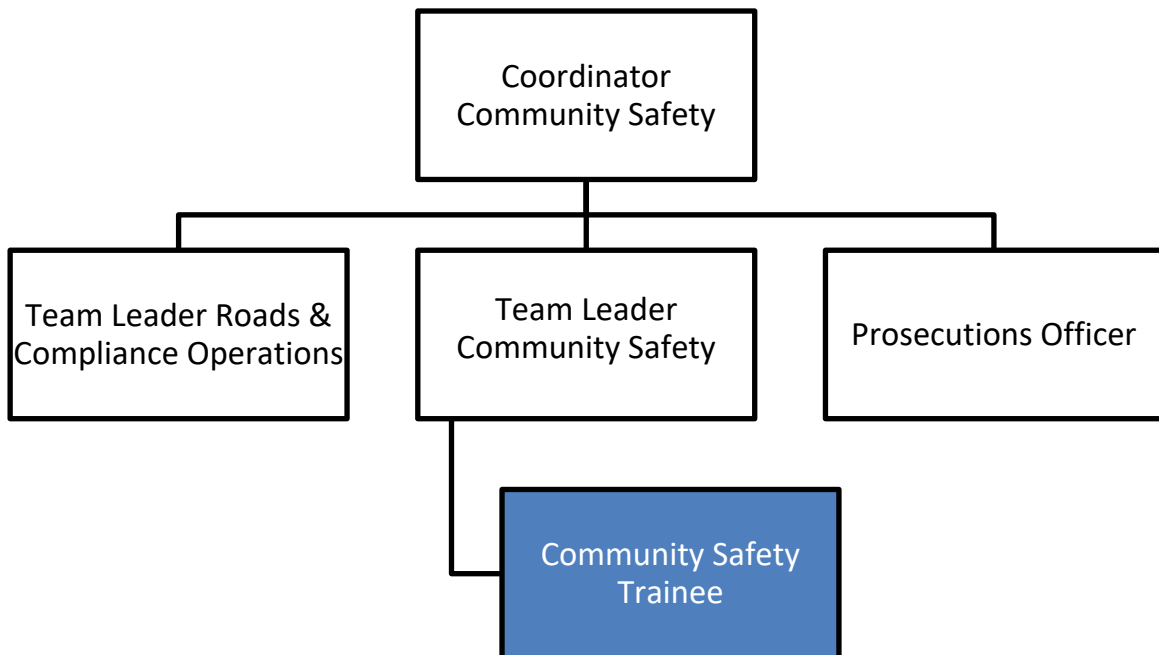 Coordinator
Community Safety
Team Leader Roads &
Compliance Operations
Team Leader
Community Safety
Prosecutions Officer
Community Safety
Trainee